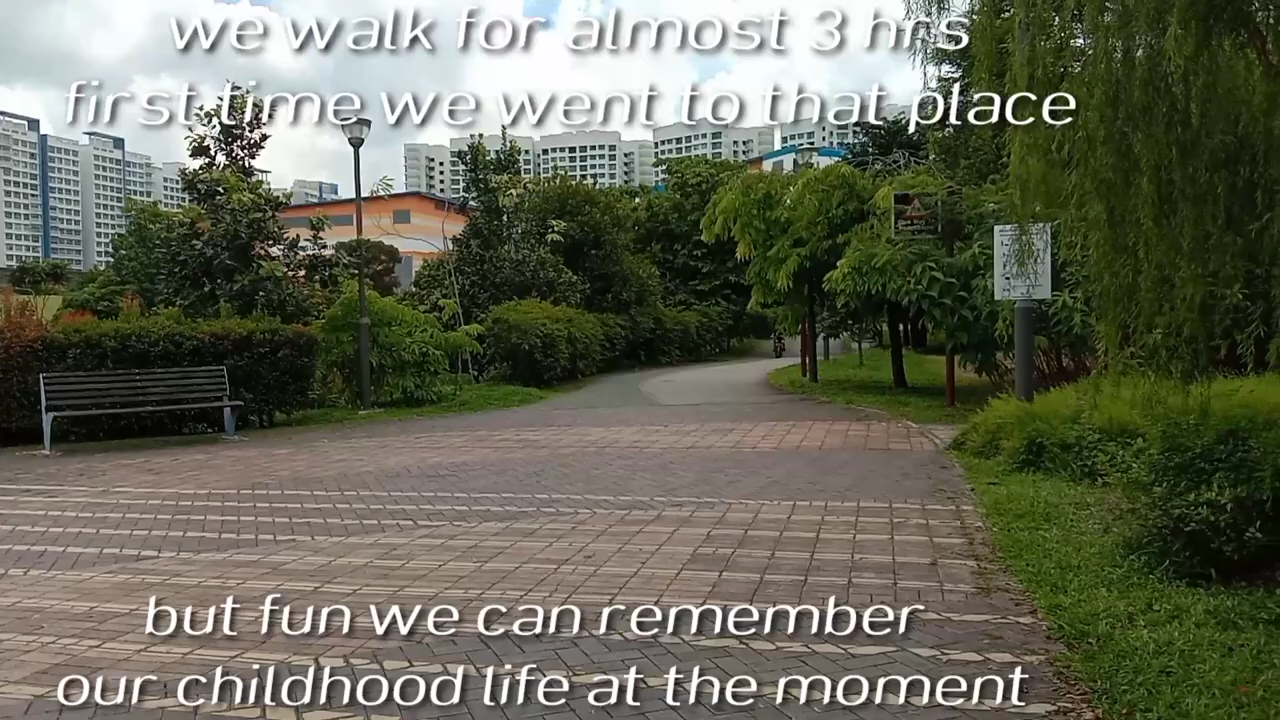 we walk for almost 3 hrs
first time we went to that place
but fun we can remember
our childhood life at the moment